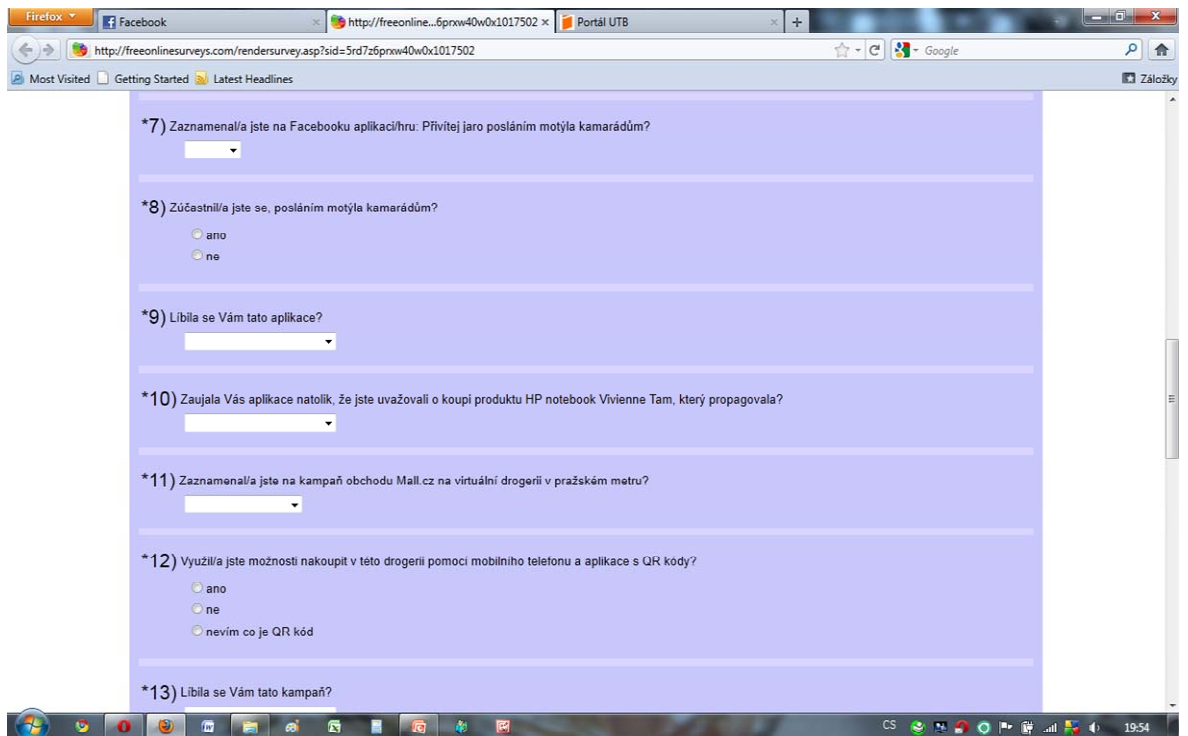 Firefox
Facebook
http://freeonline...6prxw40w0x1017502
Portál UTB
http://freeonlinesurveys.com/rendersurvey.asp?sid=5rd7z6prxw40w0x1017502
Google
Most Visited Getting Started Latest Headlines
Záložky
*7) Zaznamenal/a jste na Facebooku aplikaci/hru: Přivítej jaro posláním motýla kamarádům?
*8) Zúčastnil/a jste se, posláním motýla kamarádům?
ano
ne
*9) Líbila se Vám tato aplikace?
*10) Zaujala Vás aplikace natolik, že jste uvažovali o koupi produktu HP notebook Vivienne Tam, který propagovala?
*11) Zaznamenal/a jste na kampaň obchodu Mall.cz na virtuální drogerii v pražském metru?
*12) Využil/a jste možnosti nakoupit v této drogerii pomocí mobilního telefonu a aplikace s QR kódy?
ano
ne
nevím co je QR kód
*13) Líbila se Vám tato kampaň?
CS
19:54